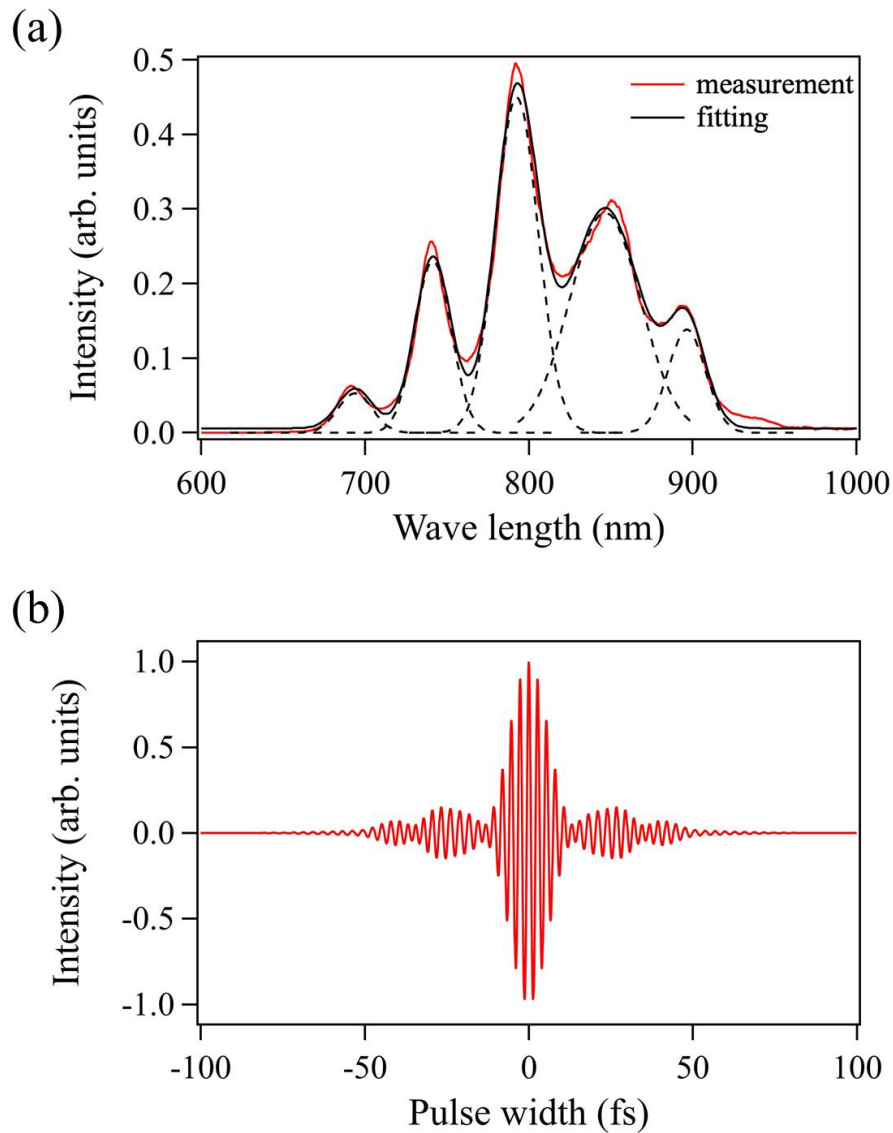 (a)
Intensity (arb. units)
0.5
0.4
0.3
0.2
0.1
0.0
measurement
fitting
600 700 800 900 1000
Wave length (nm)
(b)
Intensity (arb. units)
1.0
0.5
0.0
-0.5
-1.0
-100 -50 0 50 100
Pulse width (fs)